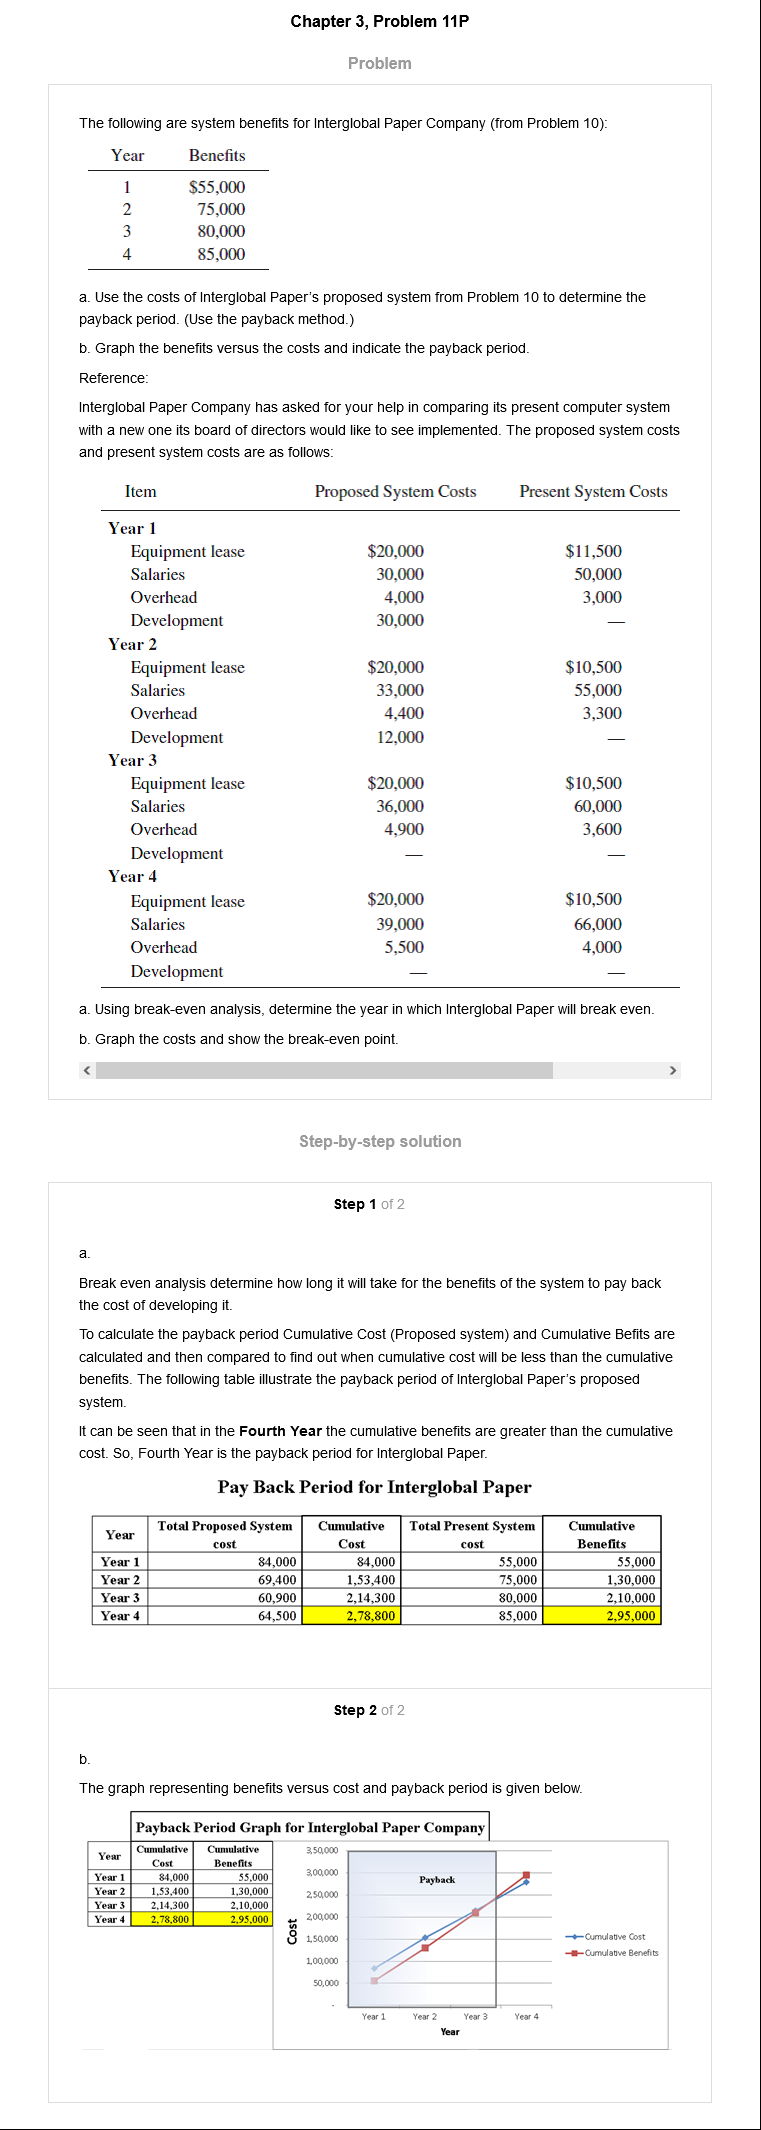 Chapter 3, Problem 11P
Problem
The following are system benefits for Interglobal Paper Company (from Problem 10):
Year Benefits
1 $55,000
2 75,000
3 80,000
4 85,000
a. Use the costs of Interglobal Paper's proposed system from Problem 10 to determine the
payback period. (Use the payback method.)
b. Graph the benefits versus the costs and indicate the payback period.
Reference:
Interglobal Paper Company has asked for your help in comparing its present computer system
with a new one its board of directors would like to see implemented. The proposed system costs
and present system costs are as follows:
Item Proposed System Costs Present System Costs
Year 1
Equipment lease $20,000 $11,500
Salaries 30,000 50,000
Overhead 4,000 3,000
Development 30,000 —
Year 2
Equipment lease $20,000 $10,500
Salaries 33,000 55,000
Overhead 4,400 3,300
Development 12,000 —
Year 3
Equipment lease $20,000 $10,500
Salaries 36,000 60,000
Overhead 4,900 3,600
Development — —
Year 4
Equipment lease $20,000 $10,500
Salaries 39,000 66,000
Overhead 5,500 4,000
Development — —
a. Using break-even analysis, determine the year in which Interglobal Paper will break even.
b. Graph the costs and show the break-even point.
Step-by-step solution
Step 1 of 2
a.
Break even analysis determine how long it will take for the benefits of the system to pay back
the cost of developing it.
To calculate the payback period Cumulative Cost (Proposed system) and Cumulative Befits are
calculated and then compared to find out when cumulative cost will be less than the cumulative
benefits. The following table illustrate the payback period of Interglobal Paper's proposed
system.
It can be seen that in the Fourth Year the cumulative benefits are greater than the cumulative
cost. So, Fourth Year is the payback period for Interglobal Paper.
Pay Back Period for Interglobal Paper
Year Total Proposed System cost Cumulative Cost Total Present System cost Cumulative Benefits
Year 1 84,000 84,000 55,000 55,000
Year 2 69,400 1,53,400 75,000 1,30,000
Year 3 60,900 2,14,300 80,000 2,10,000
Year 4 64,500 2,78,800 85,000 2,95,000
Step 2 of 2
b.
The graph representing benefits versus cost and payback period is given below.
Payback Period Graph for Interglobal Paper Company
Year Cumulative Cost Cumulative Benefits
Year 1 84,000 55,000
Year 2 1,53,400 1,30,000
Year 3 2,14,300 2,10,000
Year 4 2,78,800 2,95,000
3,50,000
3,00,000
2,50,000
2,00,000
1,50,000
1,00,000
50,000
-
Cost
Payback
Year 1 Year 2 Year 3 Year 4
Year
Cumulative Cost
Cumulative Benefits